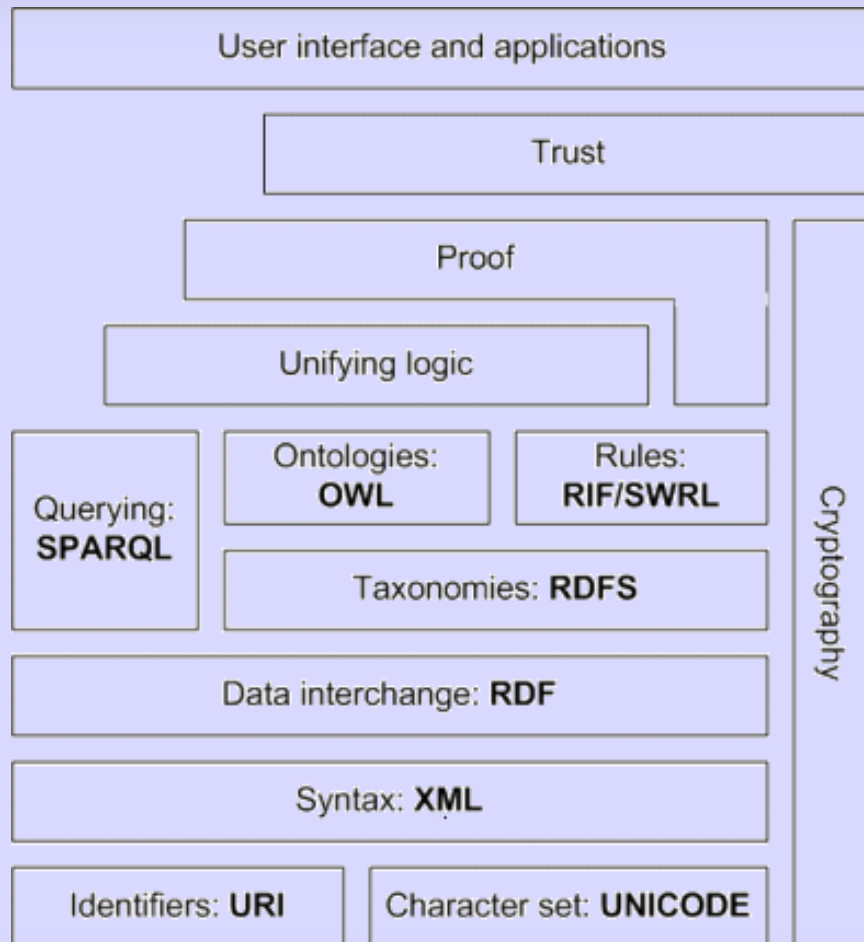 User interface and applications
Trust
Proof
Unifying logic
Ontologies:
OWL
Rules:
RIF/SWRL
Querying:
SPARQL
Taxonomies: RDFS
Cryptography
Data interchange: RDF
Syntax: XML
Identifiers: URI
Character set: UNICODE